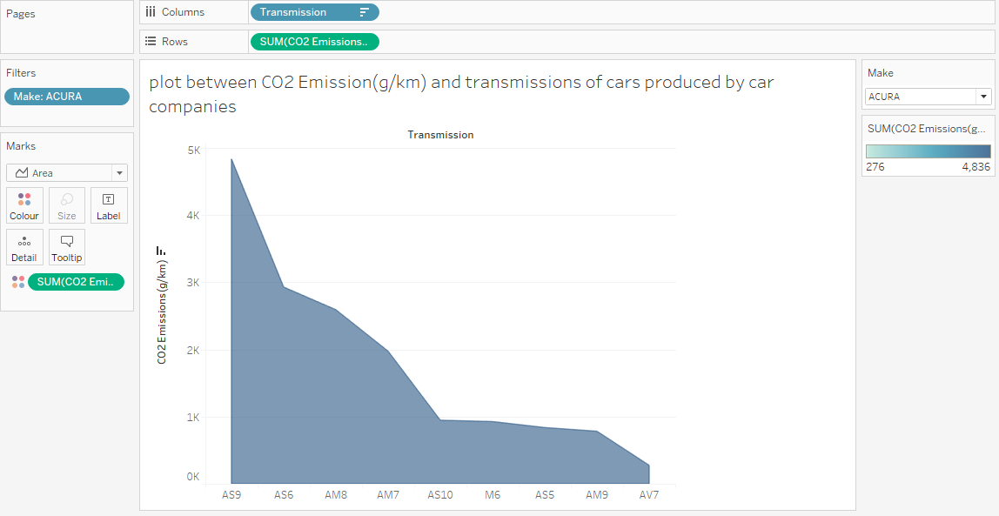 Pages
Columns
Transmission
Rows
SUM(CO2 Emissions..
Filters
Make: ACURA
Marks
Area
Colour
Size
Label
Detail
Tooltip
SUM(CO2 Emi..
plot between CO2 Emission(g/km) and transmissions of cars produced by car
companies
Transmission
5K
4K
3K
2K
1K
0K
CO2 Emissions(g/km)
AS9 AS6 AM8 AM7 AS10 M6 AS5 AM9 AV7
Make
ACURA
SUM(CO2 Emissions(g...
276 4,836